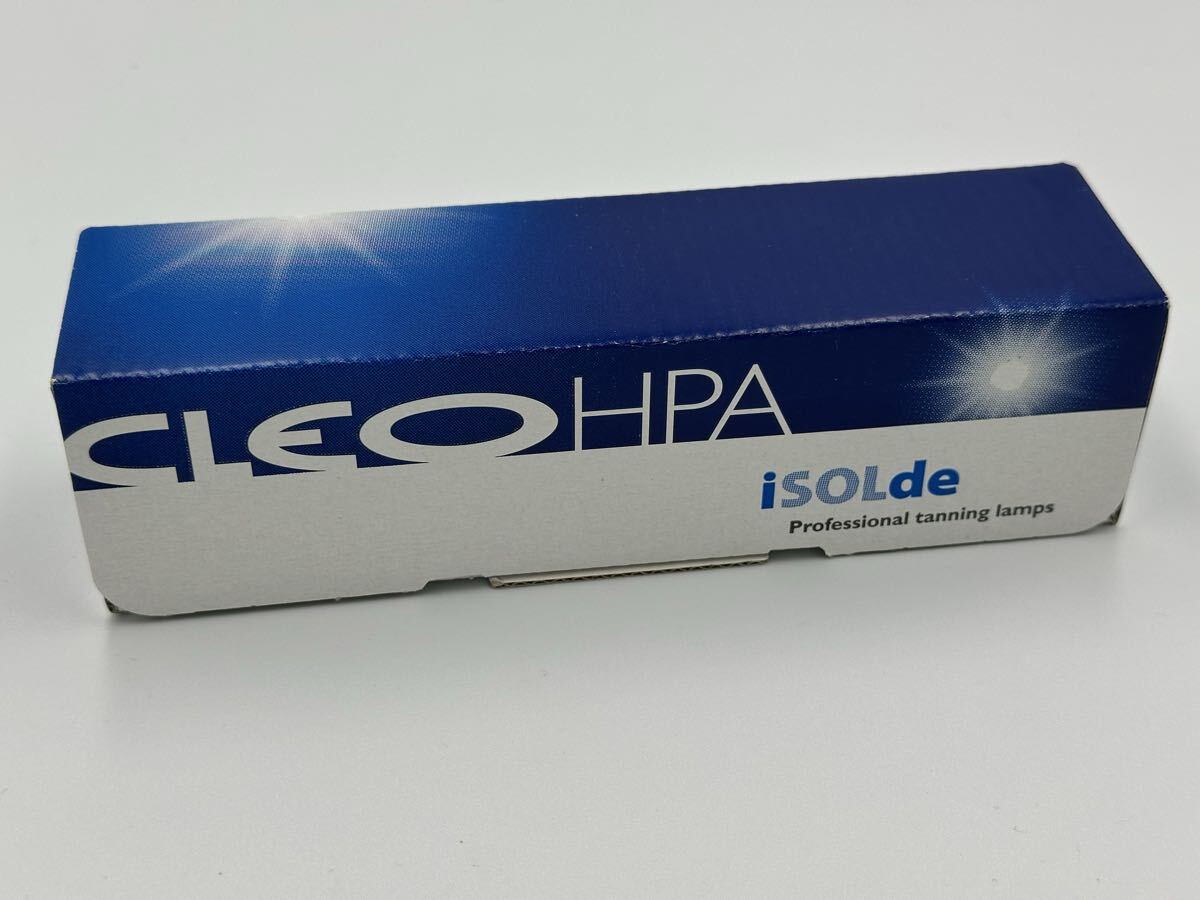 CLEO HPA
iSOLde
Professional tanning lamps